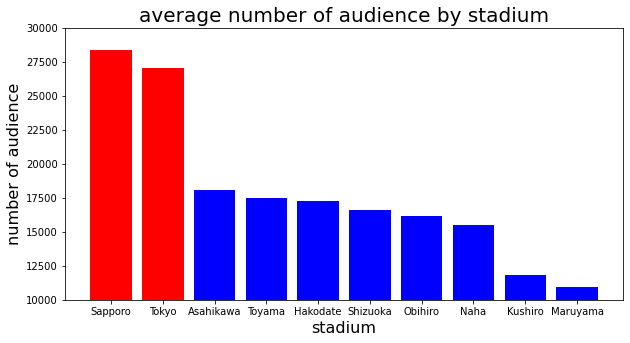 average number of audience by stadium
number of audience
30000
27500
25000
22500
20000
17500
15000
12500
10000
Sapporo Tokyo Asahikawa Toyama Hakodate Shizuoka Obihiro Naha Kushiro Maruyama
stadium